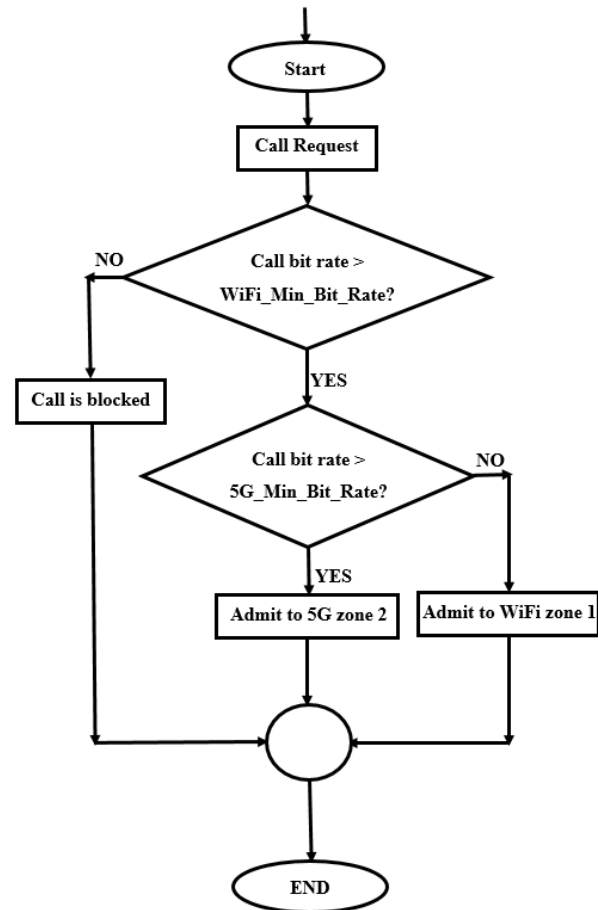 Start
Call Request
Call bit rate >
WiFi_Min_Bit_Rate?
NO
YES
Call is blocked
Call bit rate >
5G_Min_Bit_Rate?
NO
YES
Admit to 5G zone 2
Admit to WiFi zone 1
END